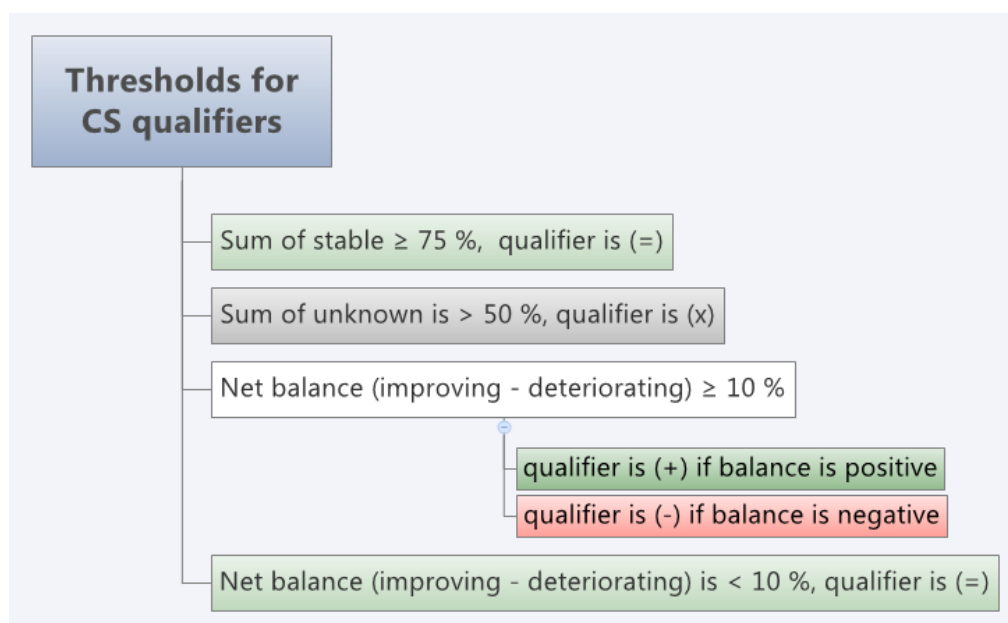 Thresholds for
CS qualifiers
Sum of stable ≥ 75 %,  qualifier is (=)
Sum of unknown is > 50 %, qualifier is (x)
Net balance (improving - deteriorating) ≥ 10 %
qualifier is (+) if balance is positive
qualifier is (-) if balance is negative
Net balance (improving - deteriorating) is < 10 %, qualifier is (=)